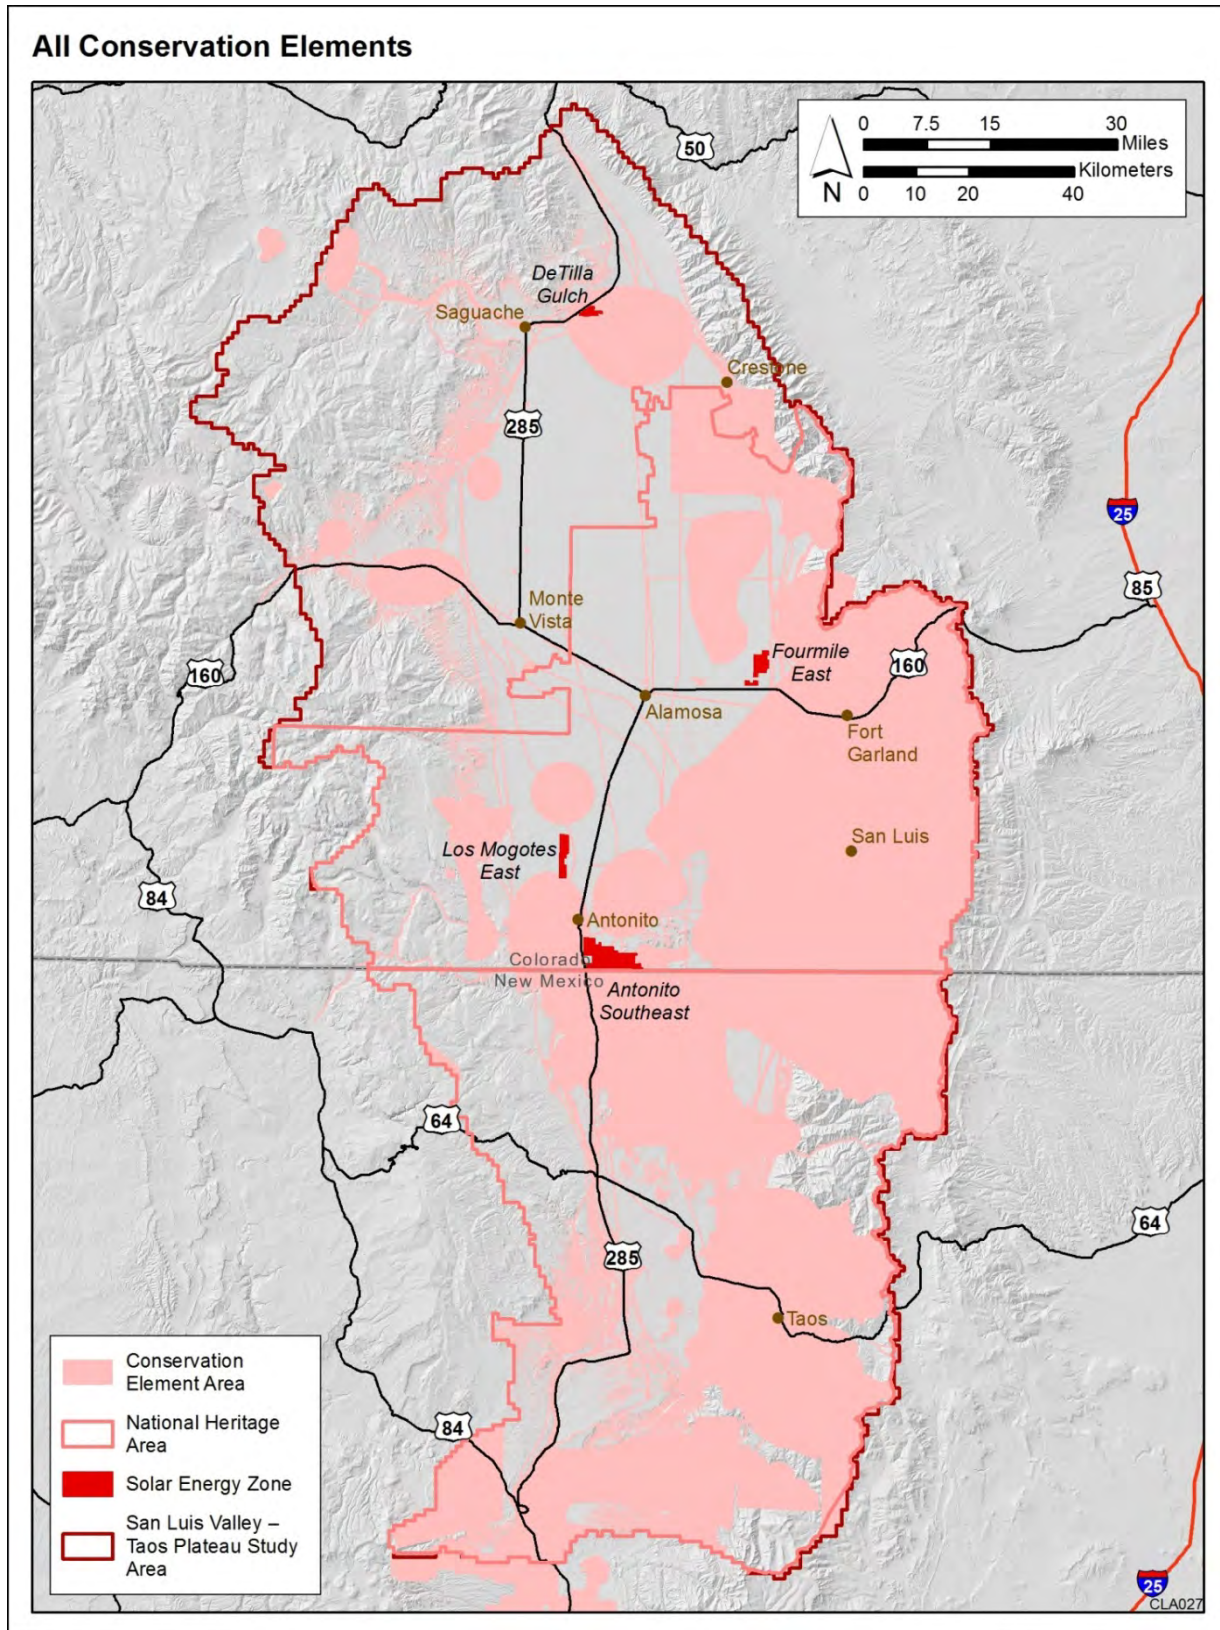 All Conservation Elements
0 7.5 15 30
Miles
Kilometers
0 10 20 40
N
50
DeTilla
Gulch
Saguache
Crestone
285
25
85
Monte
Vista
Fourmile
East
160
160
Alamosa
Fort
Garland
Los Mogotes
East
San Luis
84
Antonito
Colorado
New Mexico
Antonito
Southeast
64
64
285
Taos
84
Conservation
Element Area
National Heritage
Area
Solar Energy Zone
San Luis Valley –
Taos Plateau Study
Area
25
CLA027